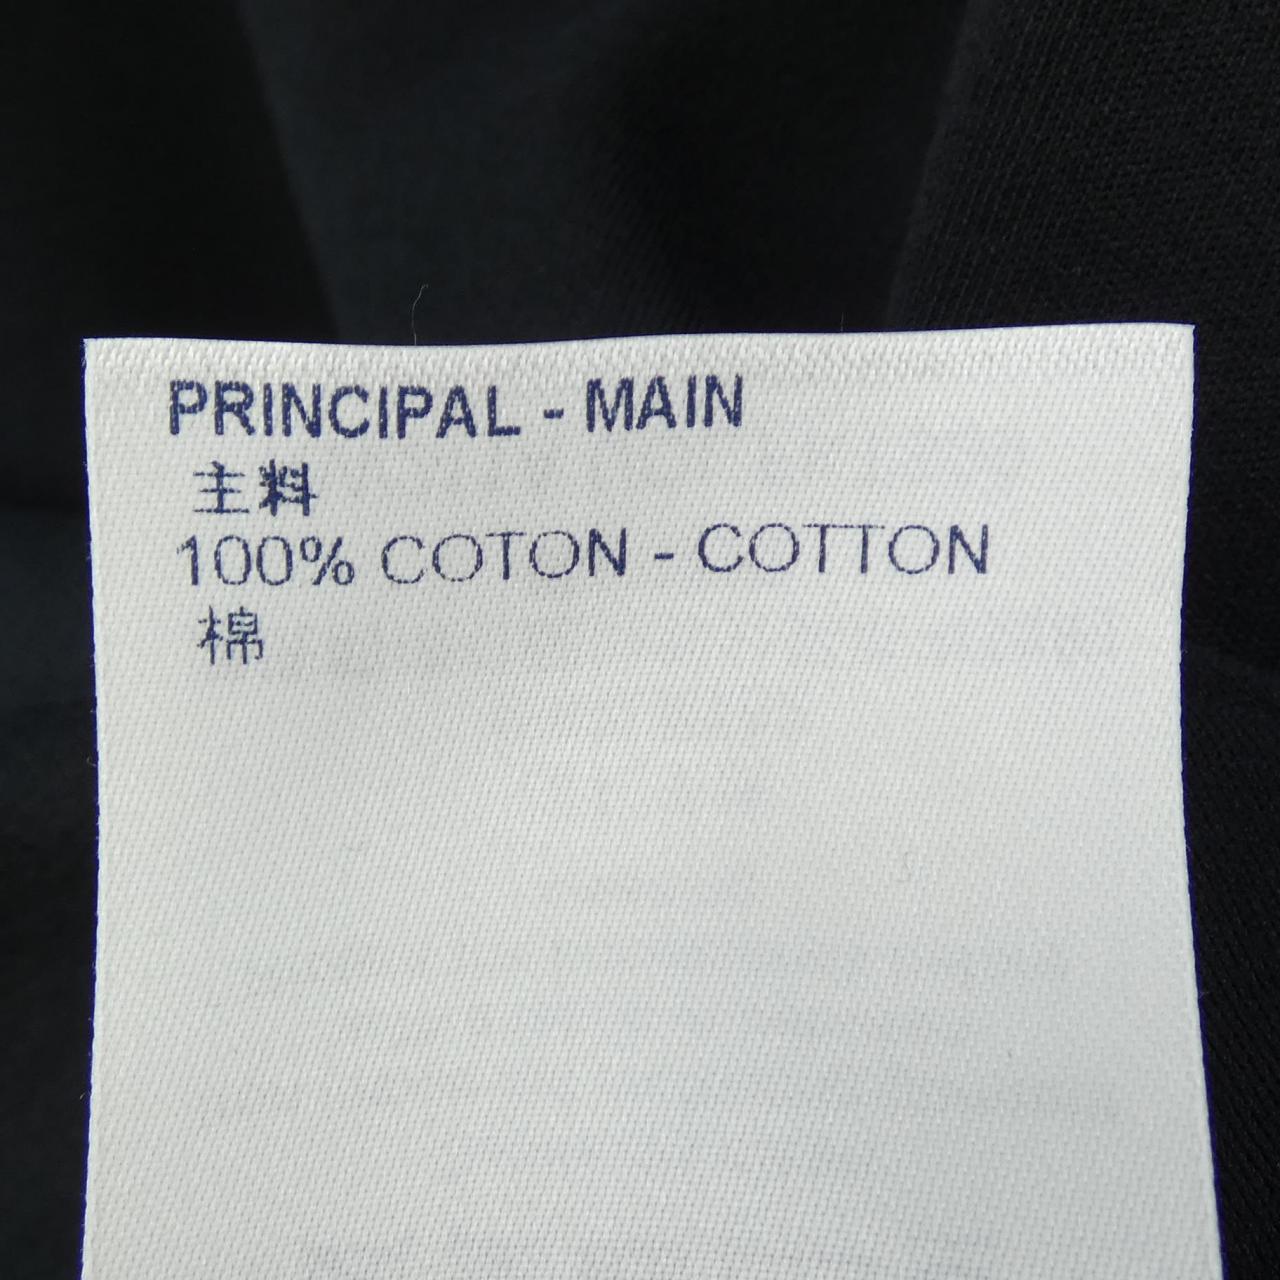 PRINCIPAL - MAIN
主料
100% COTON - COTTON
棉